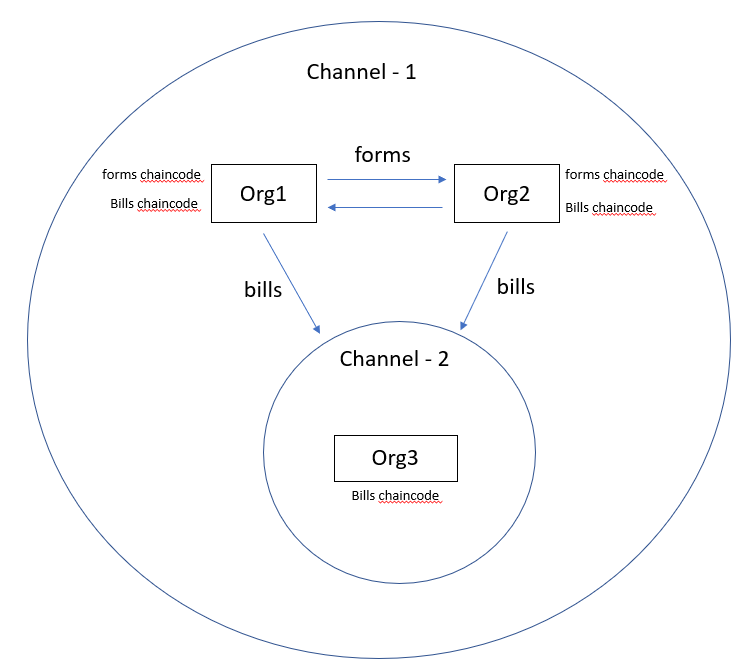 Channel - 1
forms
forms chaincode
Org1
Org2
forms chaincode
Bills chaincode
Bills chaincode
bills
bills
Channel - 2
Org3
Bills chaincode